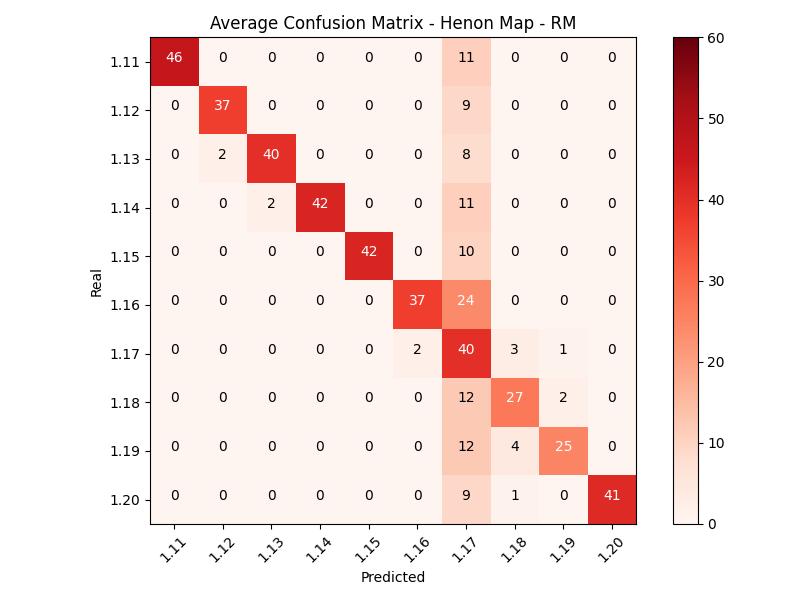 Average Confusion Matrix - Henon Map - RM
1.11 46 0 0 0 0 0 11 0 0 0
1.12 0 37 0 0 0 0 9 0 0 0
1.13 0 2 40 0 0 0 8 0 0 0
1.14 0 0 2 42 0 0 11 0 0 0
1.15 0 0 0 0 42 0 10 0 0 0
1.16 0 0 0 0 0 37 24 0 0 0
1.17 0 0 0 0 0 2 40 3 1 0
1.18 0 0 0 0 0 0 12 27 2 0
1.19 0 0 0 0 0 0 12 4 25 0
1.20 0 0 0 0 0 0 9 1 0 41
Real
1.11 1.12 1.13 1.14 1.15 1.16 1.17 1.18 1.19 1.20
Predicted
60
50
40
30
20
10
0